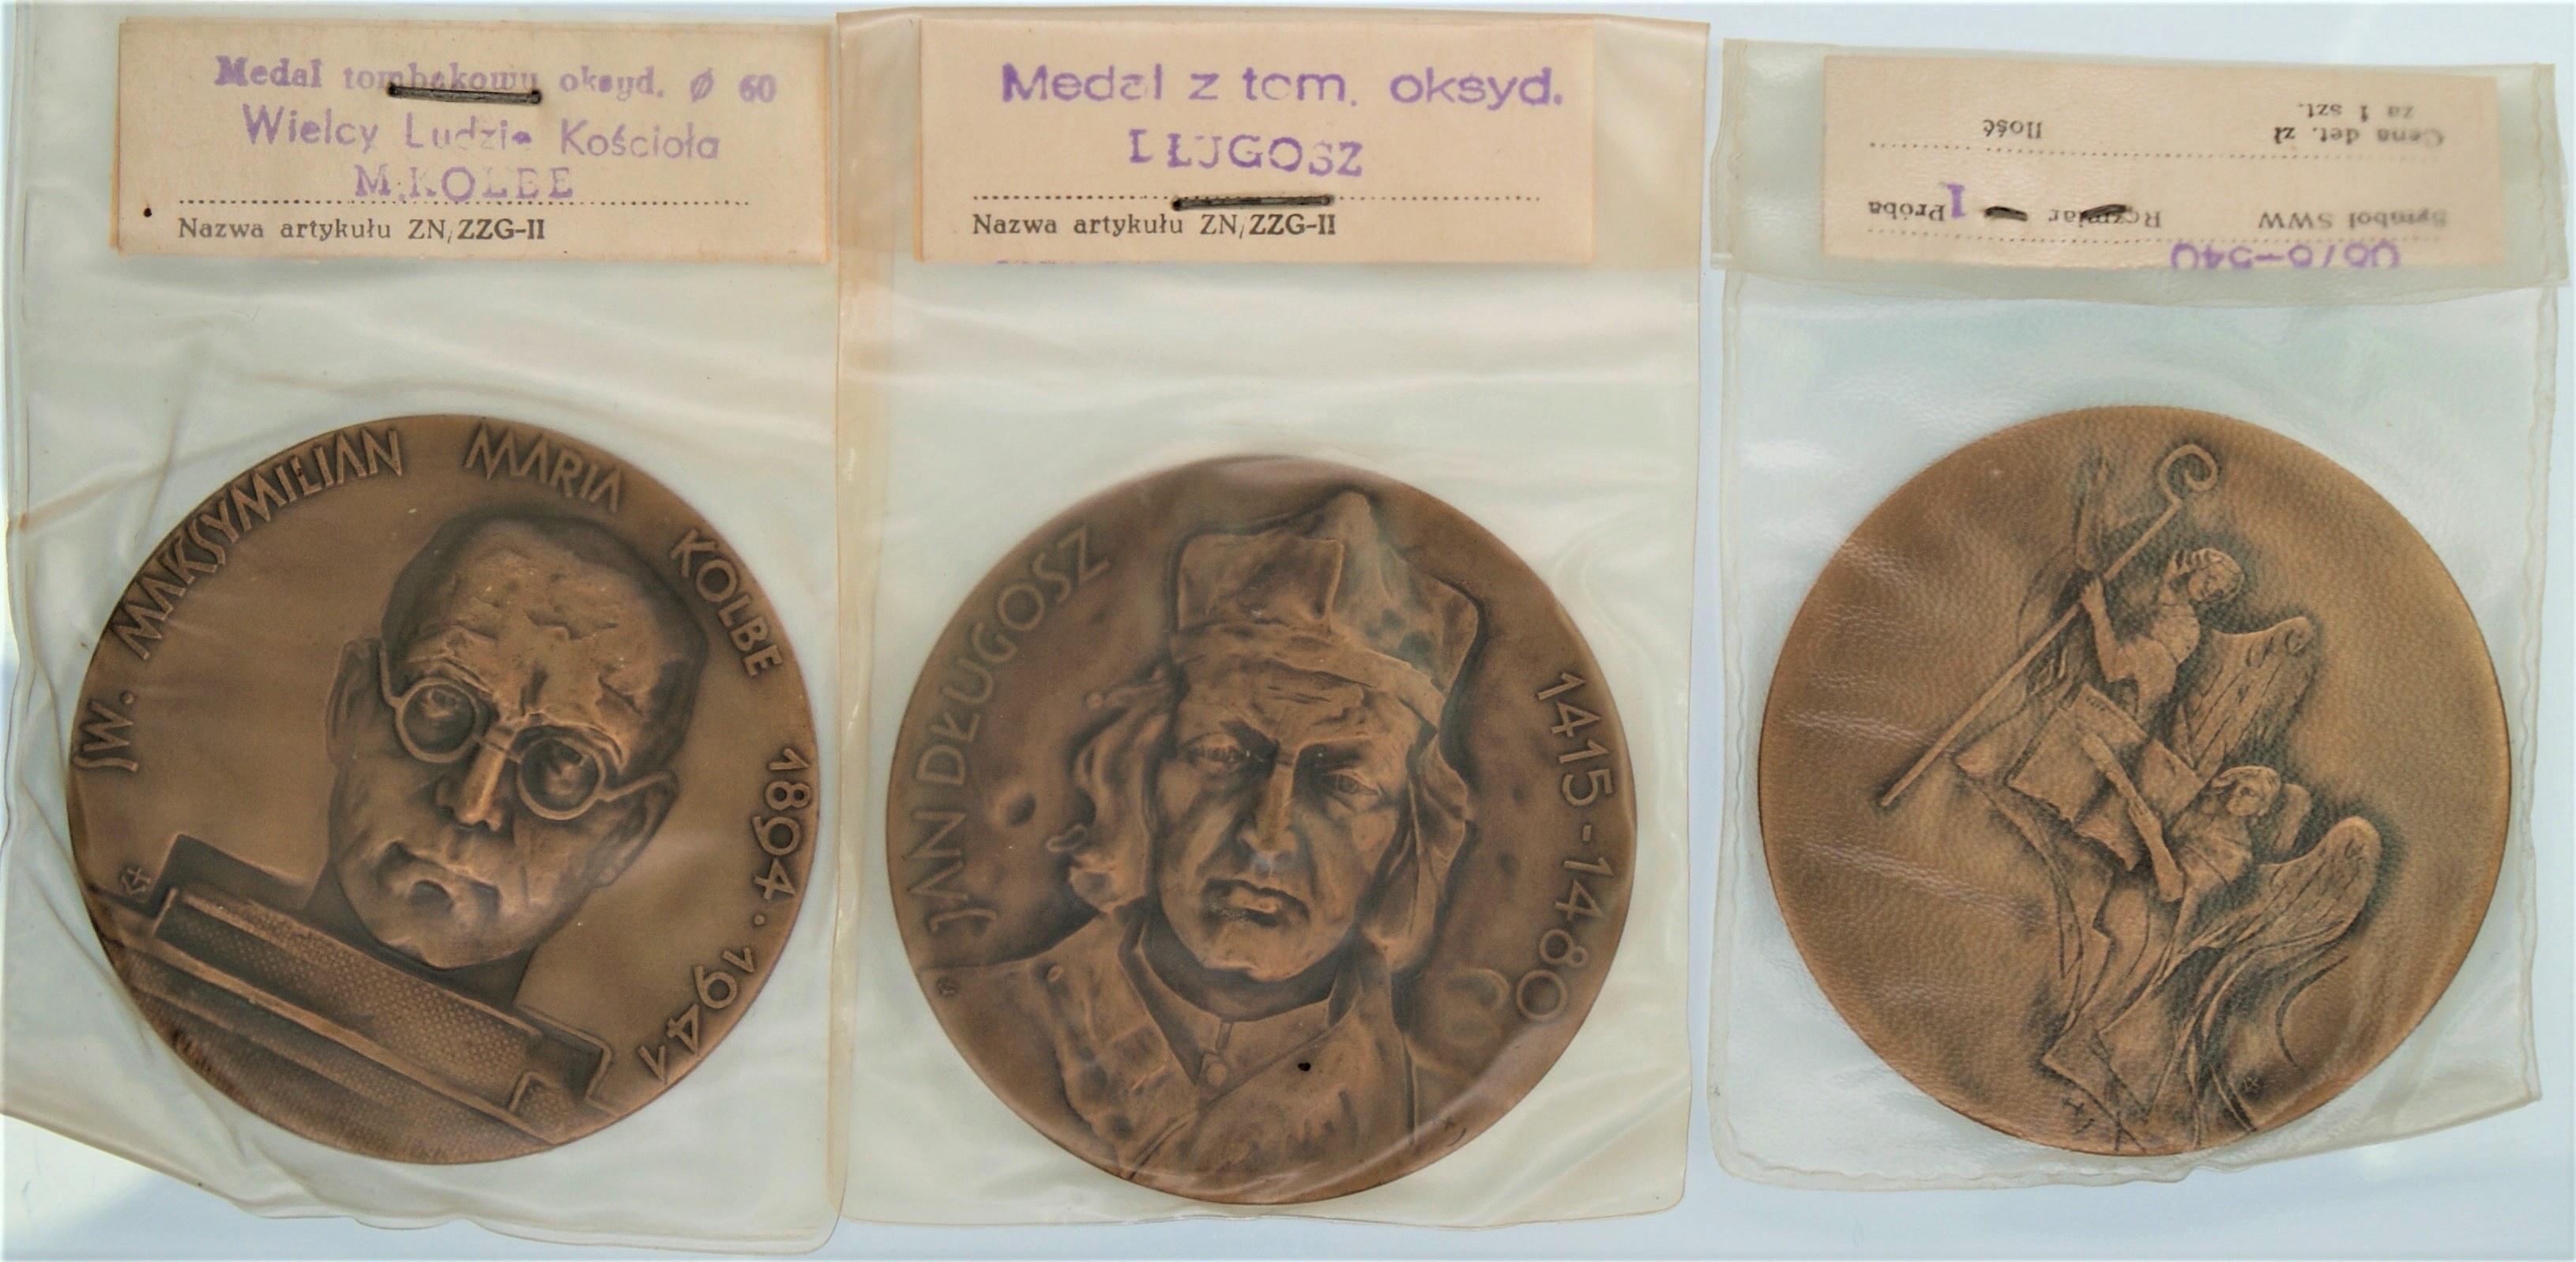 Medal tombakowy oksyd. Ø 60
Wielcy Ludzie Kościoła
M.KOLBE
Nazwa artykułu ZN/ZZG-II
ŚW. MAKSYMILIAN MARIA KOLBE 1894 · 1941
Medal z tom. oksyd.
DŁUGOSZ
Nazwa artykułu ZN/ZZG-II
JAN DŁUGOSZ 1415-1480
Symbol SWW Rozmiar Próba 1
Cena det. zł Ilość
za 1 szt.